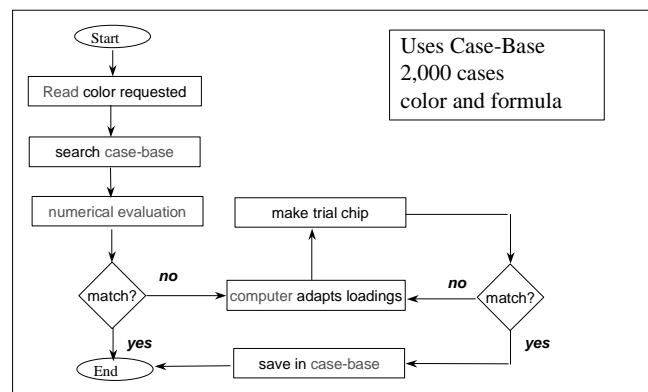 Start
Uses Case-Base
2,000 cases
color and formula
Read color requested
search case-base
numerical evaluation
make trial chip
match?
no
computer adapts loadings
no
match?
yes
yes
End
save in case-base